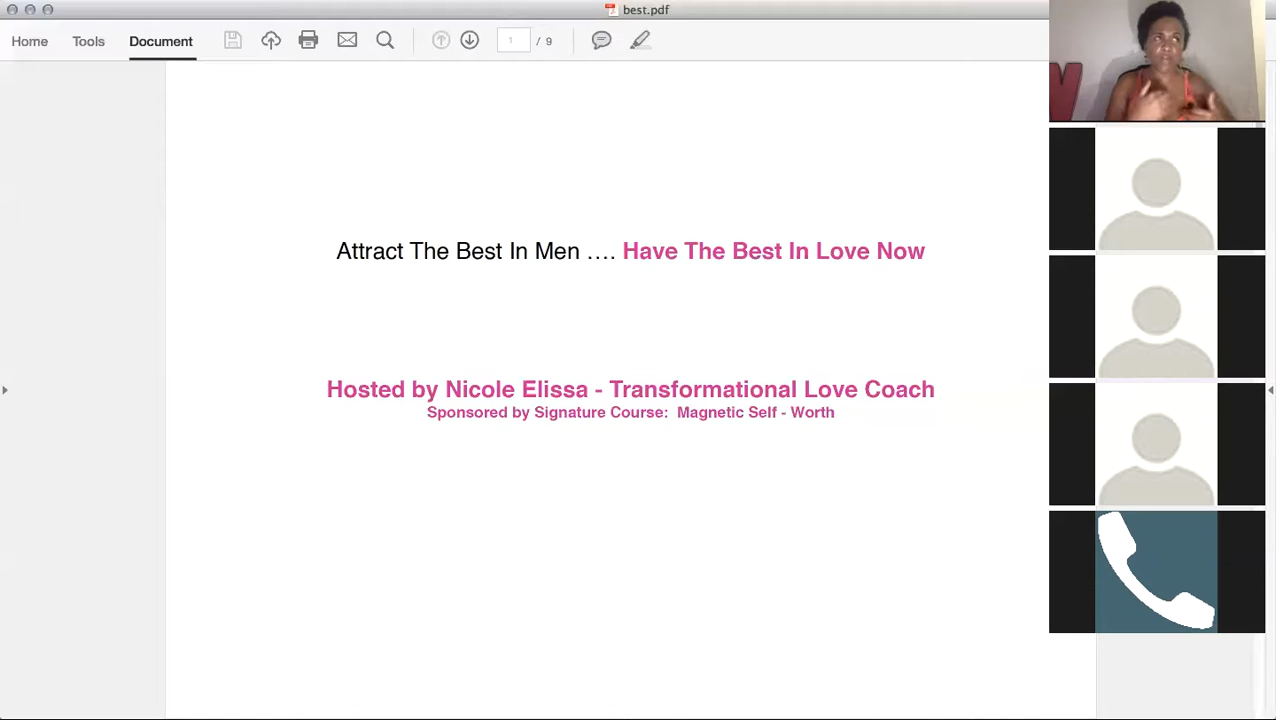 best.pdf
Home Tools Document 1 / 9
Attract The Best In Men …. Have The Best In Love Now
Hosted by Nicole Elissa - Transformational Love Coach
Sponsored by Signature Course:  Magnetic Self - Worth